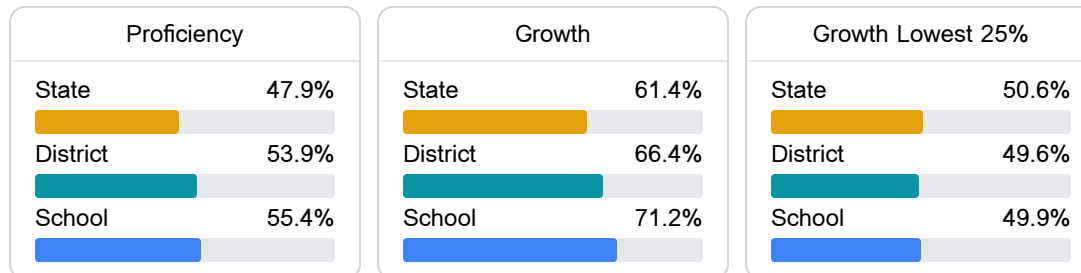 Proficiency
State 47.9%
District 53.9%
School 55.4%
Growth
State 61.4%
District 66.4%
School 71.2%
Growth Lowest 25%
State 50.6%
District 49.6%
School 49.9%